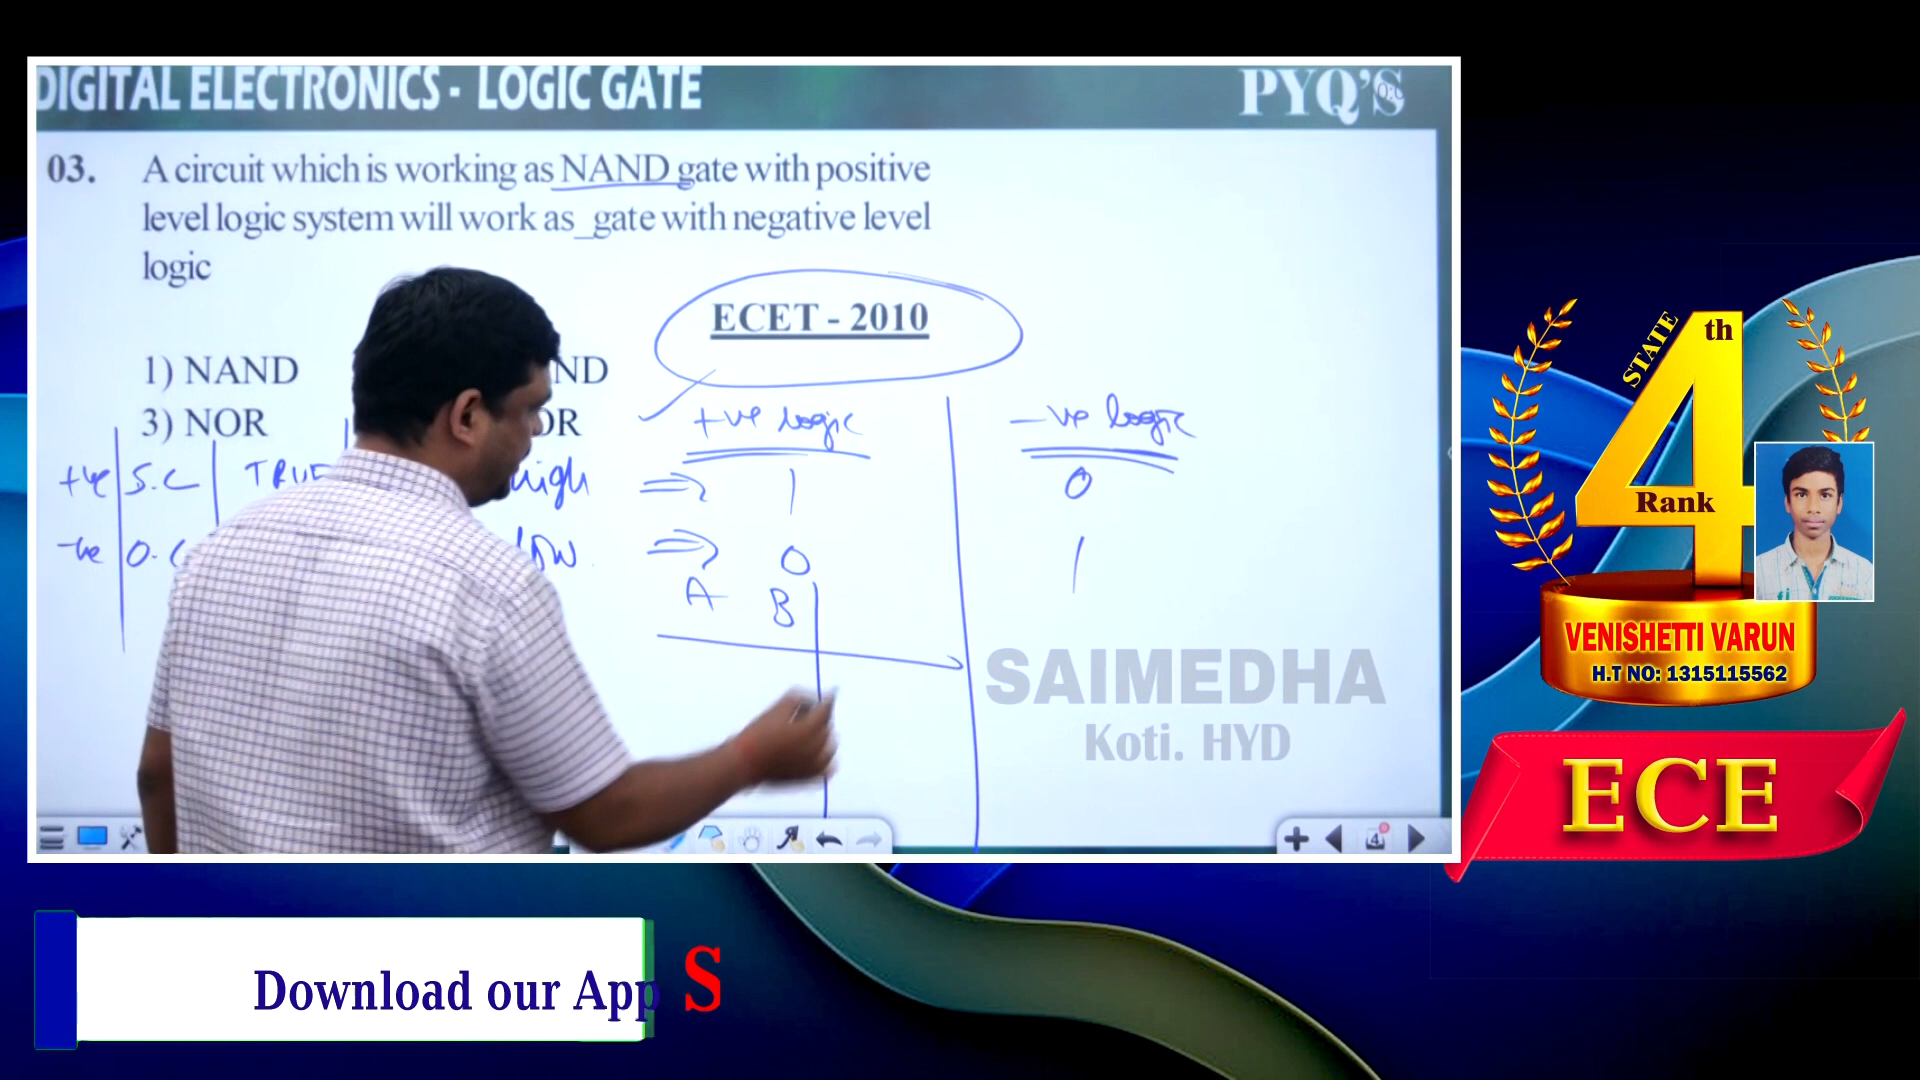 DIGITAL ELECTRONICS - LOGIC GATE
PYQ'S
03. A circuit which is working as NAND gate with positive
level logic system will work as _gate with negative level
logic
ECET - 2010
1) NAND
ND
3) NOR
OR
+ve logic
-ve logic
+ve S.C TRUE high ⇒ 1 0
-ve O.C low ⇒ 0 1
A B
SAIMEDHA
Koti. HYD
STATE
4th
Rank
VENISHETTI VARUN
H.T NO: 1315115562
ECE
Download our App S